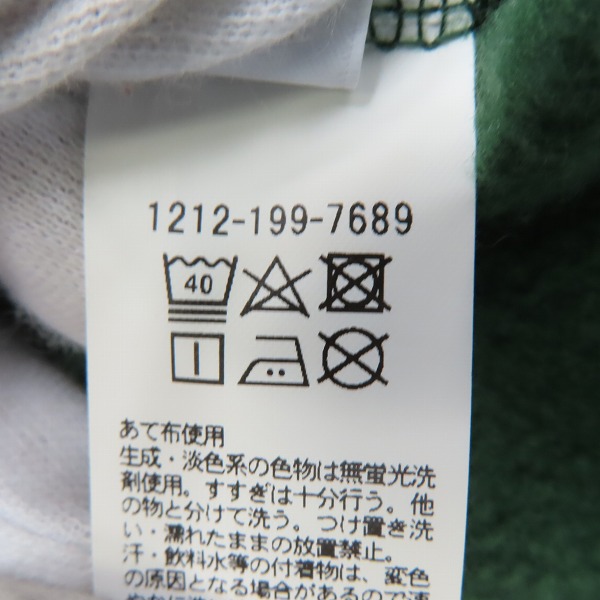 1212-199-7689
40
あて布使用
生成・淡色系の色物は無蛍光洗
剤使用。すすぎは十分行う。他
の物と分けて洗う。つけ置き洗
い・濡れたままの放置禁止。
汗・飲料水等の付着物は、変色
の原因となる場合があるので速